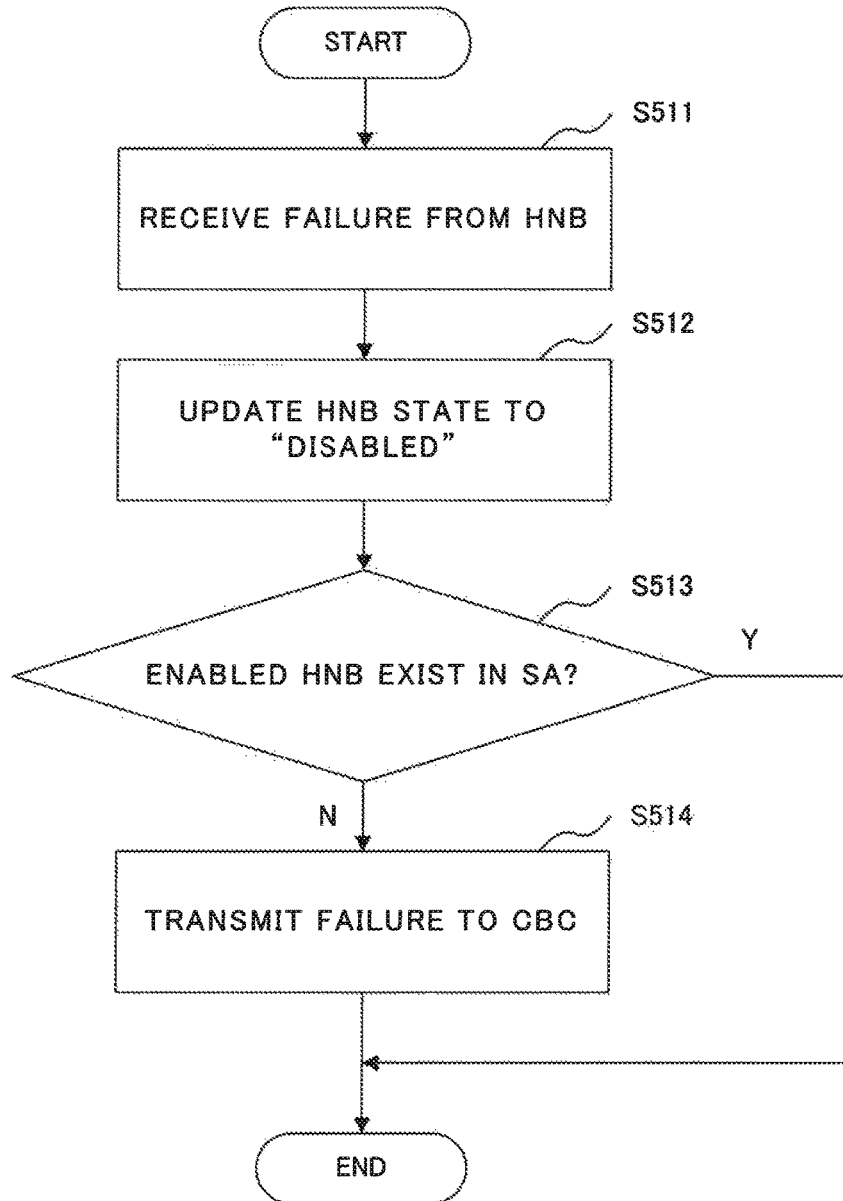 START
S511
RECEIVE FAILURE FROM HNB
S512
UPDATE HNB STATE TO
“DISABLED”
S513
Y
ENABLED HNB EXIST IN SA?
N
S514
TRANSMIT FAILURE TO CBC
END